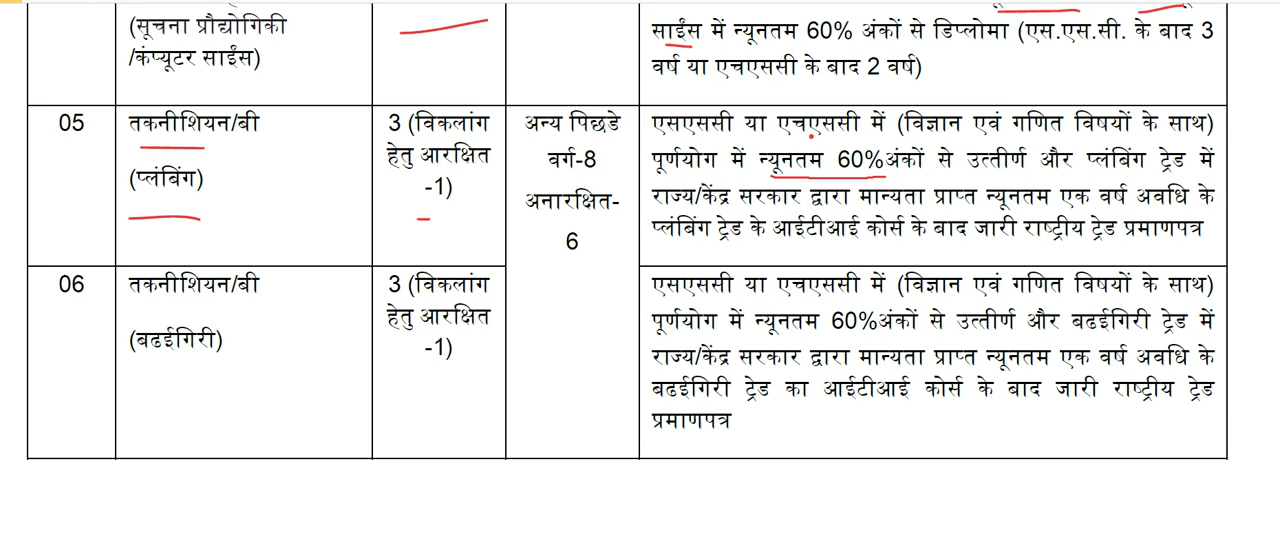 (सूचना प्रौद्योगिकी
/कंप्यूटर साईंस)
साईंस में न्यूनतम 60% अंकों से डिप्लोमा (एस.एस.सी. के बाद 3
वर्ष या एचएससी के बाद 2 वर्ष)
05
तकनीशियन/बी
(प्लंबिंग)
3 (विकलांग
हेतु आरक्षित
-1)
अन्य पिछडे
वर्ग-8
अनारक्षित-
6
एसएससी या एचएससी में (विज्ञान एवं गणित विषयों के साथ)
पूर्णयोग में न्यूनतम 60%अंकों से उत्तीर्ण और प्लंबिंग ट्रेड में
राज्य/केंद्र सरकार द्वारा मान्यता प्राप्त न्यूनतम एक वर्ष अवधि के
प्लंबिंग ट्रेड के आईटीआई कोर्स के बाद जारी राष्ट्रीय ट्रेड प्रमाणपत्र
06
तकनीशियन/बी
(बढईगिरी)
3 (विकलांग
हेतु आरक्षित
-1)
एसएससी या एचएससी में (विज्ञान एवं गणित विषयों के साथ)
पूर्णयोग में न्यूनतम 60%अंकों से उत्तीर्ण और बढईगिरी ट्रेड में
राज्य/केंद्र सरकार द्वारा मान्यता प्राप्त न्यूनतम एक वर्ष अवधि के
बढईगिरी ट्रेड का आईटीआई कोर्स के बाद जारी राष्ट्रीय ट्रेड
प्रमाणपत्र